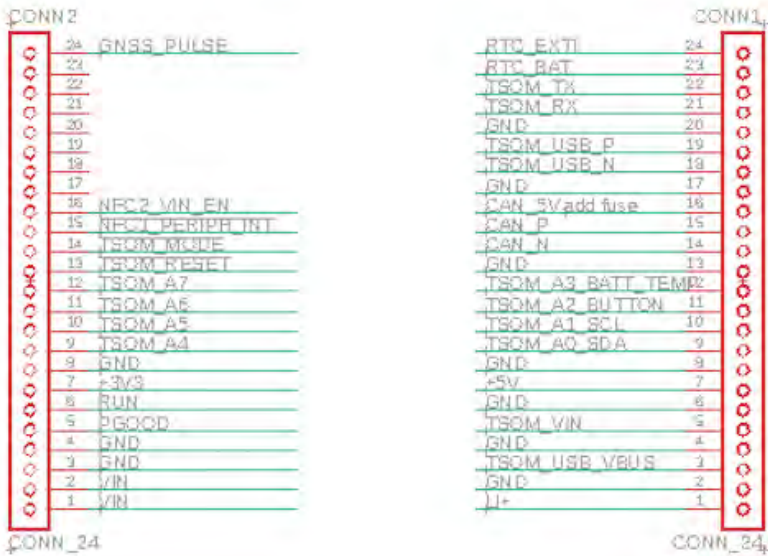 CONN2
24 GNSS_PULSE
23
22
21
20
19
18
17
16 NFC2_VIN_EN
15 NFC1_PERIPH_INT
14 TSOM_MODE
13 TSOM_RESET
12 TSOM_A7
11 TSOM_A6
10 TSOM_A5
9 TSOM_A4
8 GND
7 +3V3
6 RUN
5 PGOOD
4 GND
3 GND
2 VIN
1 VIN
CONN_24
CONN1
RTC_EXTI 24
RTC_BAT 23
TSOM_TX 22
TSOM_RX 21
GND 20
TSOM_USB_P 19
TSOM_USB_N 18
GND 17
CAN_5V add fuse 16
CAN_P 15
CAN_N 14
GND 13
TSOM_A3_BATT_TEMP 12
TSOM_A2_BUTTON 11
TSOM_A1_SCL 10
TSOM_A0_SDA 9
GND 8
+5V 7
GND 6
TSOM_VIN 5
GND 4
TSOM_USB_VBUS 3
GND 2
LI+ 1
CONN_24